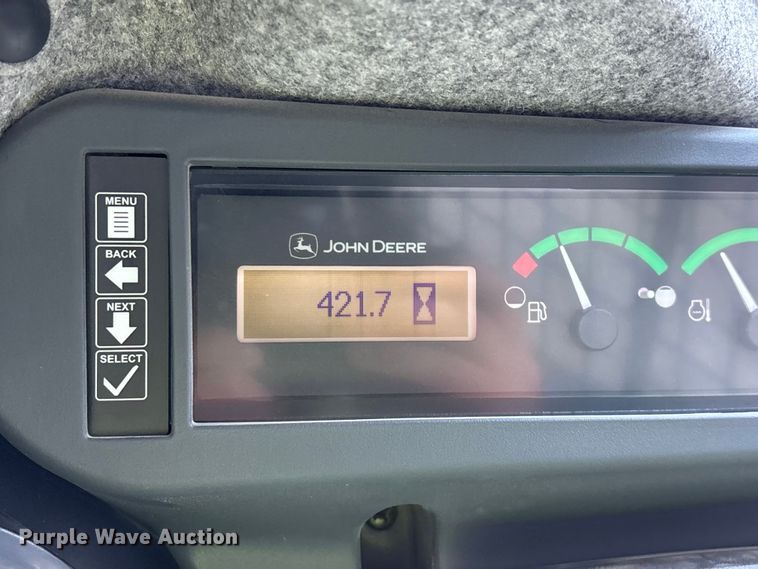 MENU
BACK
NEXT
SELECT
JOHN DEERE
421.7
Purple Wave Auction